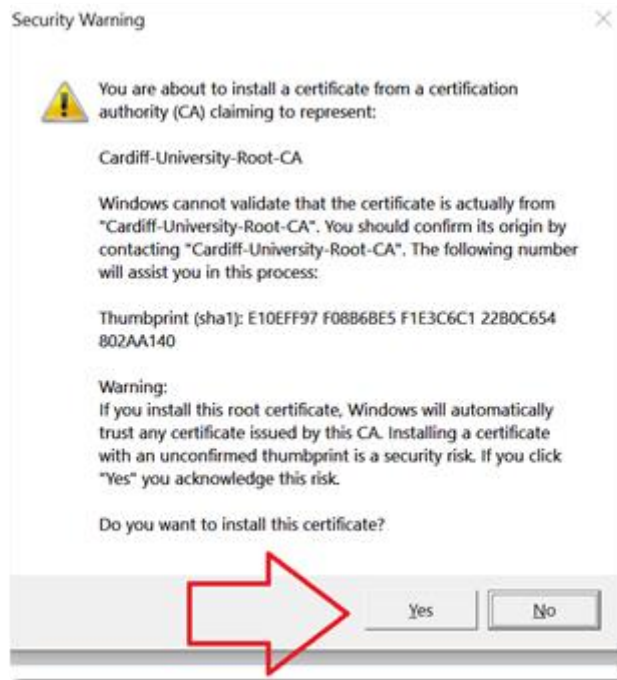 Security Warning
You are about to install a certificate from a certification
authority (CA) claiming to represent:
Cardiff-University-Root-CA
Windows cannot validate that the certificate is actually from
"Cardiff-University-Root-CA". You should confirm its origin by
contacting "Cardiff-University-Root-CA". The following number
will assist you in this process:
Thumbprint (sha1): E10EFF97 F08B6BE5 F1E3C6C1 22B0C654
802AA140
Warning:
If you install this root certificate, Windows will automatically
trust any certificate issued by this CA. Installing a certificate
with an unconfirmed thumbprint is a security risk. If you click
"Yes" you acknowledge this risk.
Do you want to install this certificate?
Yes No